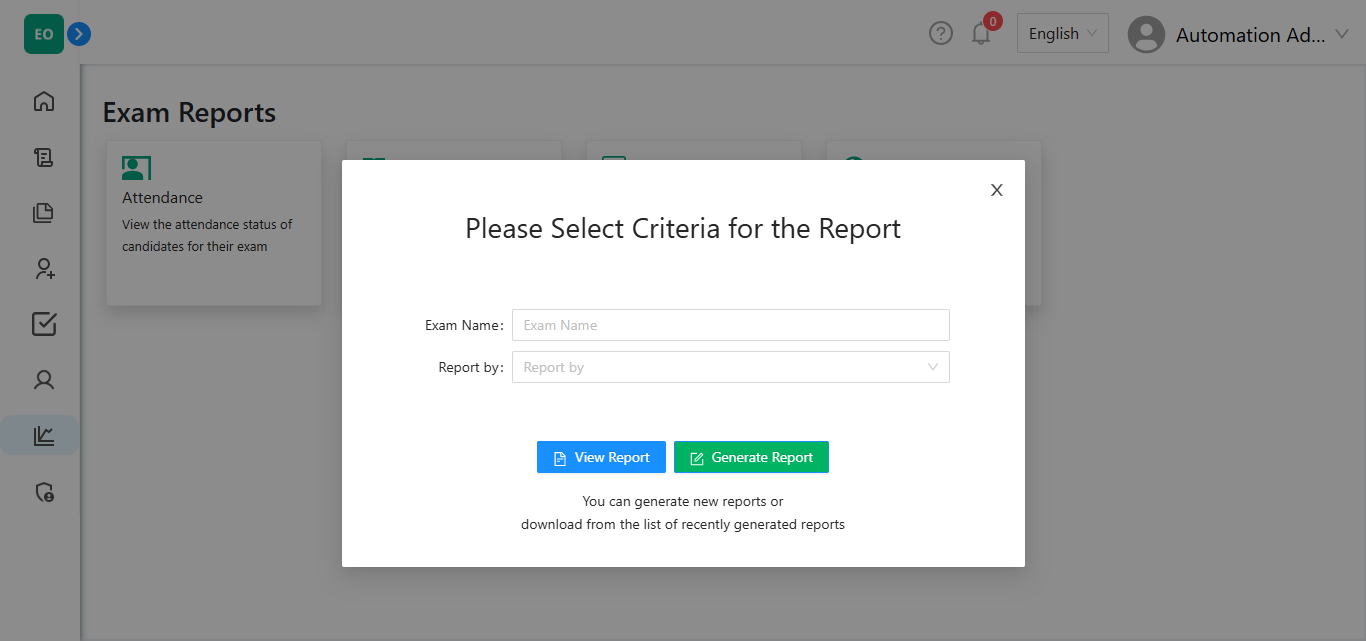 EO
0
English
Automation Ad...
Exam Reports
Attendance
View the attendance status of
candidates for their exam
X
Please Select Criteria for the Report
Exam Name:
Exam Name
Report by:
Report by
View Report
Generate Report
You can generate new reports or
download from the list of recently generated reports